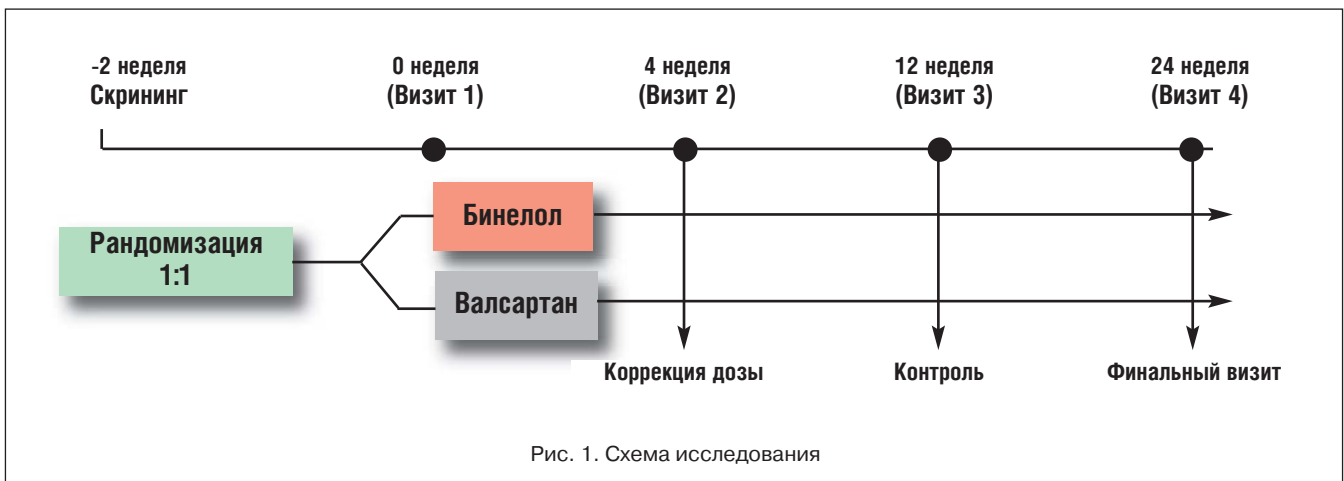 -2 неделя
Скрининг
0 неделя
(Визит 1)
4 неделя
(Визит 2)
12 неделя
(Визит 3)
24 неделя
(Визит 4)
Рандомизация
1:1
Бинелол
Валсартан
Коррекция дозы
Контроль
Финальный визит
Рис. 1. Схема исследования